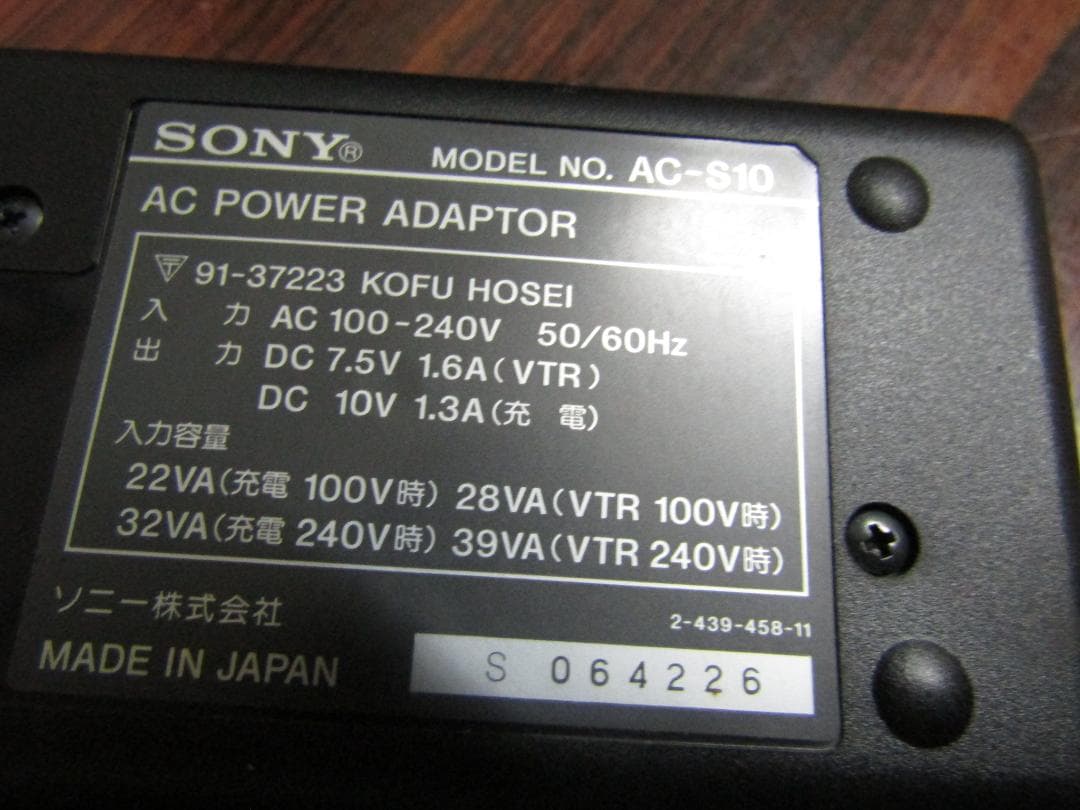 SONY® MODEL NO. AC-S10
AC POWER ADAPTOR
〒 91-37223 KOFU HOSEI
入 力 AC 100-240V 50/60Hz
出 力 DC 7.5V 1.6A(VTR)
DC 10V 1.3A(充 電)
入力容量
22VA(充電 100V時) 28VA(VTR 100V時)
32VA(充電 240V時) 39VA(VTR 240V時)
ソニー株式会社
2-439-458-11
MADE IN JAPAN S 064226